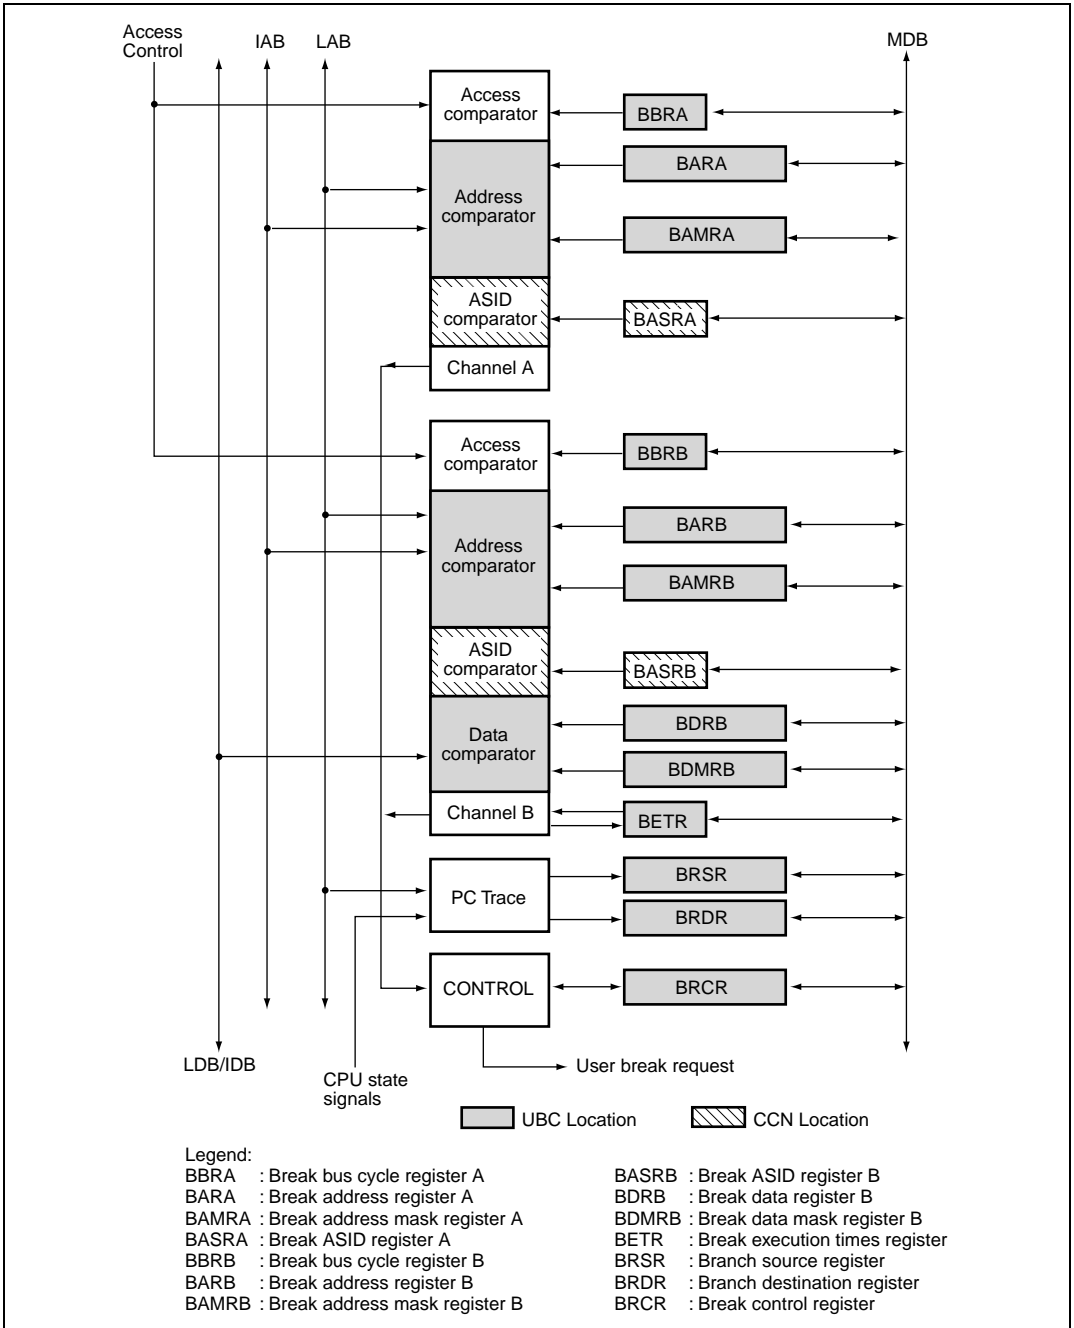 Access
Control
IAB
LAB
MDB
Access
comparator
BBRA
BARA
Address
comparator
BAMRA
ASID
comparator
BASRA
Channel A
Access
comparator
BBRB
BARB
Address
comparator
BAMRB
ASID
comparator
BASRB
BDRB
Data
comparator
BDMRB
Channel B
BETR
BRSR
PC Trace
BRDR
CONTROL
BRCR
LDB/IDB
User break request
CPU state
signals
UBC Location
CCN Location
Legend:
BBRA : Break bus cycle register A
BARA : Break address register A
BAMRA : Break address mask register A
BASRA : Break ASID register A
BBRB : Break bus cycle register B
BARB : Break address register B
BAMRB : Break address mask register B
BASRB : Break ASID register B
BDRB : Break data register B
BDMRB : Break data mask register B
BETR : Break execution times register
BRSR : Branch source register
BRDR : Branch destination register
BRCR : Break control register